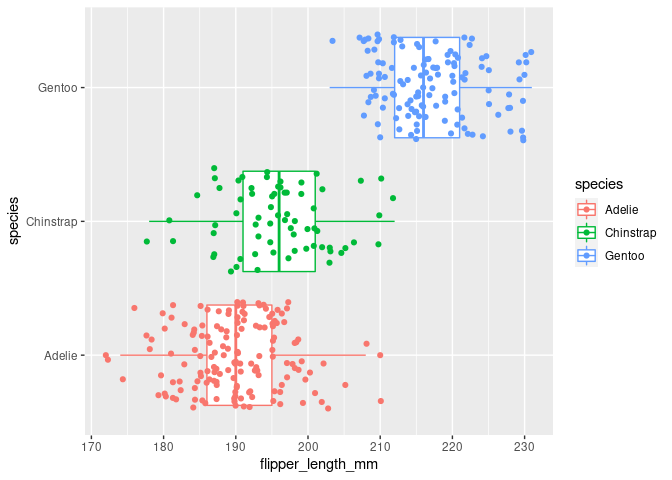 species
Gentoo
Chinstrap
Adelie
170 180 190 200 210 220 230
flipper_length_mm
species
Adelie
Chinstrap
Gentoo